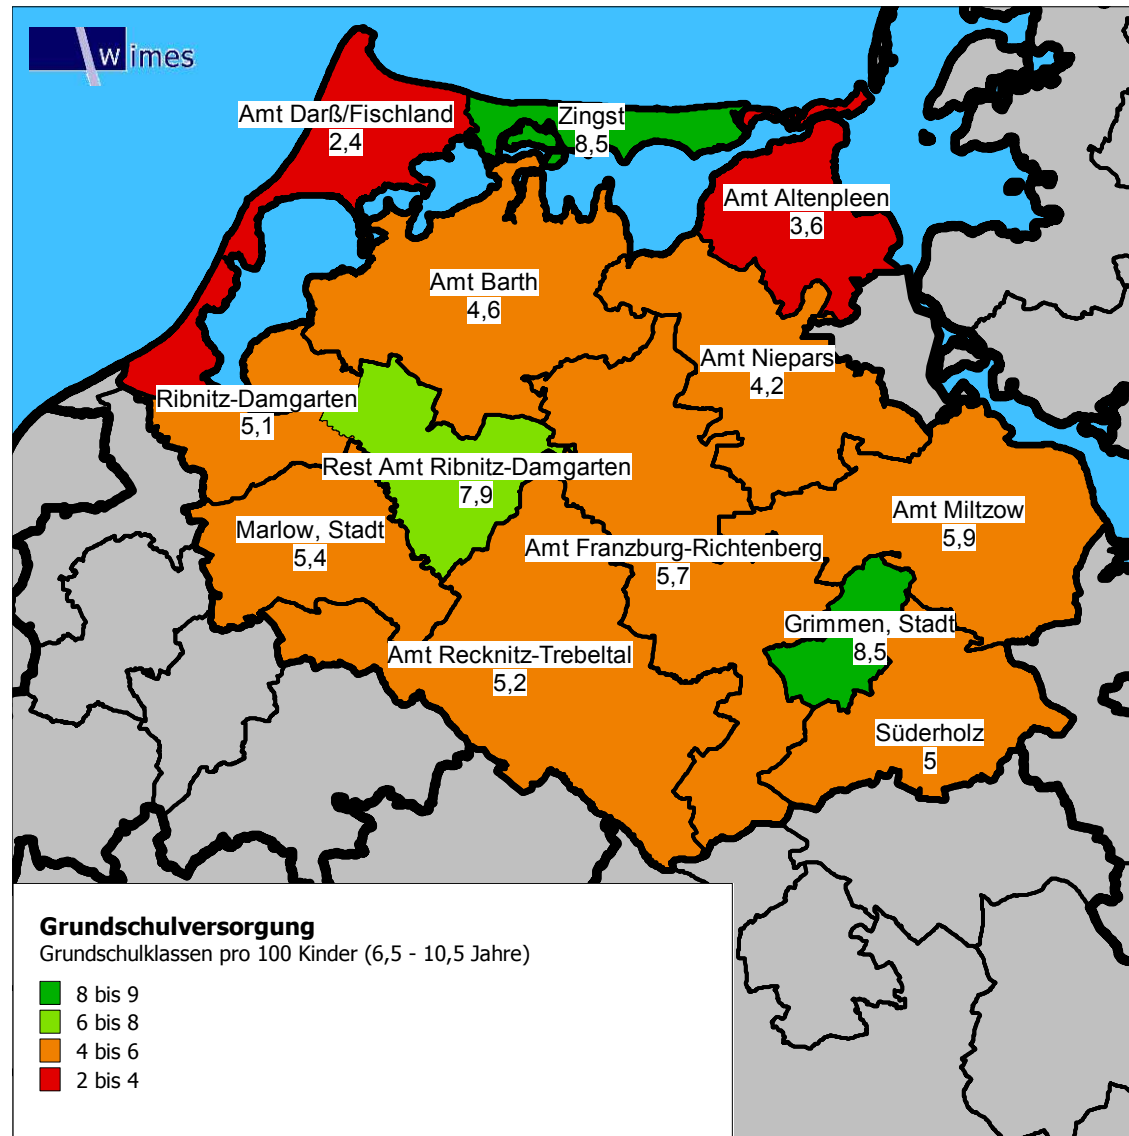 wimes
Amt Darß/Fischland
2,4
Zingst
8,5
Amt Altenpleen
3,6
Amt Barth
4,6
Amt Niepars
4,2
Ribnitz-Damgarten
5,1
Rest Amt Ribnitz-Damgarten
7,9
Marlow, Stadt
5,4
Amt Miltzow
5,9
Amt Franzburg-Richtenberg
5,7
Grimmen, Stadt
8,5
Amt Recknitz-Trebeltal
5,2
Süderholz
5
Grundschulversorgung
Grundschulklassen pro 100 Kinder (6,5 - 10,5 Jahre)
8 bis 9
6 bis 8
4 bis 6
2 bis 4